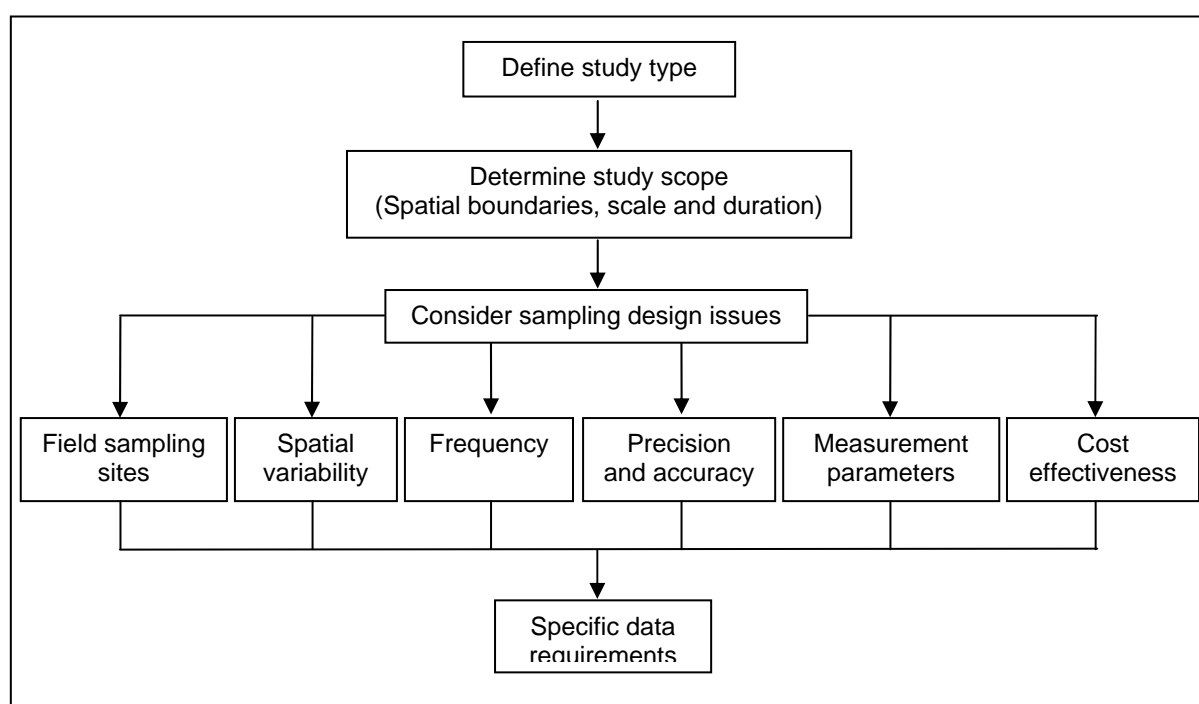 Define study type
Determine study scope
(Spatial boundaries, scale and duration)
Consider sampling design issues
Field sampling
sites
Spatial
variability
Frequency
Precision
and accuracy
Measurement
parameters
Cost
effectiveness
Specific data
requirements